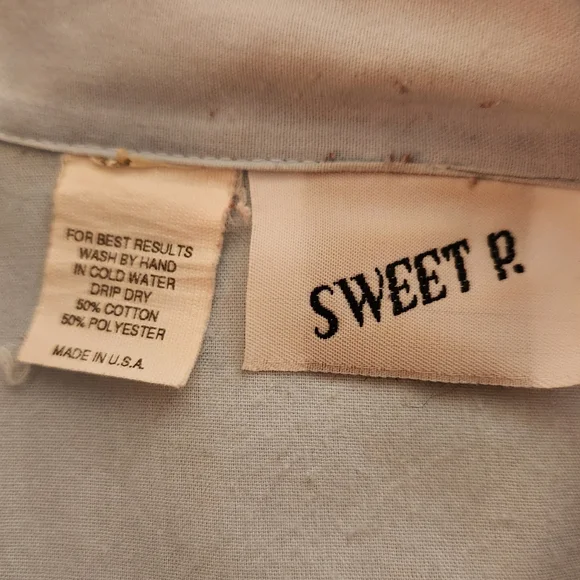 FOR BEST RESULTS
WASH BY HAND
IN COLD WATER
DRIP DRY
50% COTTON
50% POLYESTER
MADE IN U.S.A.
SWEET P.